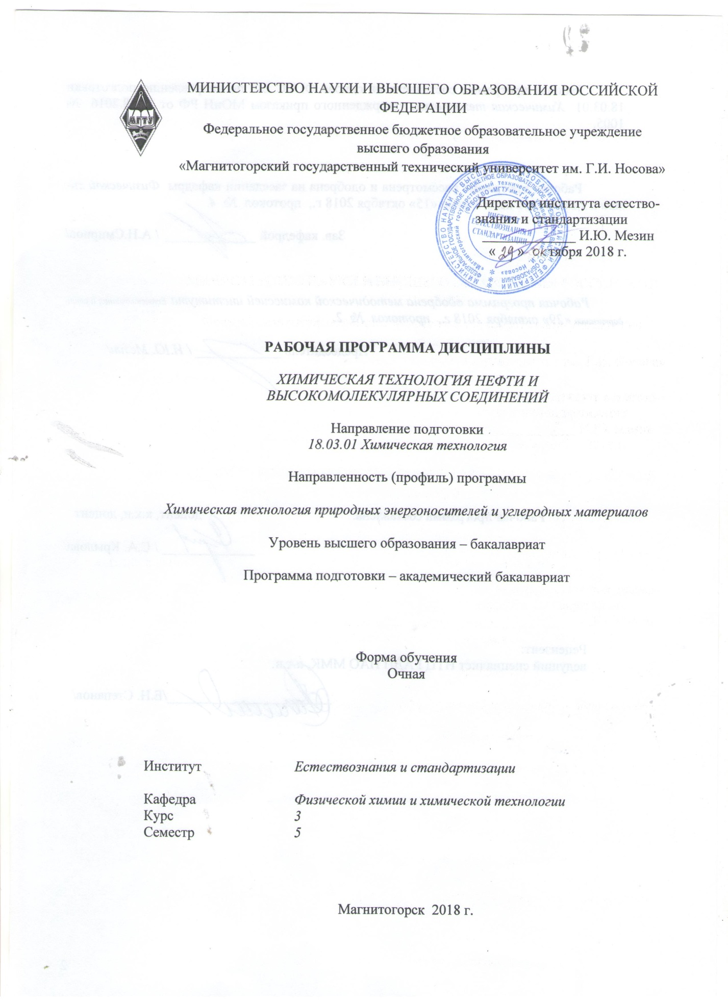 МИНИСТЕРСТВО НАУКИ И ВЫСШЕГО ОБРАЗОВАНИЯ РОССИЙСКОЙ
ФЕДЕРАЦИИ
Федеральное государственное бюджетное образовательное учреждение
высшего образования
«Магнитогорский государственный технический университет им. Г.И. Носова»
МГТУ
Директор института естество-
знания и стандартизации
И.Ю. Мезин
« 29 » октября 2018 г.
ИНСТИТУТ
ЕСТЕСТВОЗНАНИЯ И
СТАНДАРТИЗАЦИИ
РАБОЧАЯ ПРОГРАММА ДИСЦИПЛИНЫ
ХИМИЧЕСКАЯ ТЕХНОЛОГИЯ НЕФТИ И
ВЫСОКОМОЛЕКУЛЯРНЫХ СОЕДИНЕНИЙ
Направление подготовки
18.03.01 Химическая технология
Направленность (профиль) программы
Химическая технология природных энергоносителей и углеродных материалов
Уровень высшего образования – бакалавриат
Программа подготовки – академический бакалавриат
Форма обучения
Очная
Институт Естествознания и стандартизации
Кафедра Физической химии и химической технологии
Курс 3
Семестр 5
Магнитогорск 2018 г.